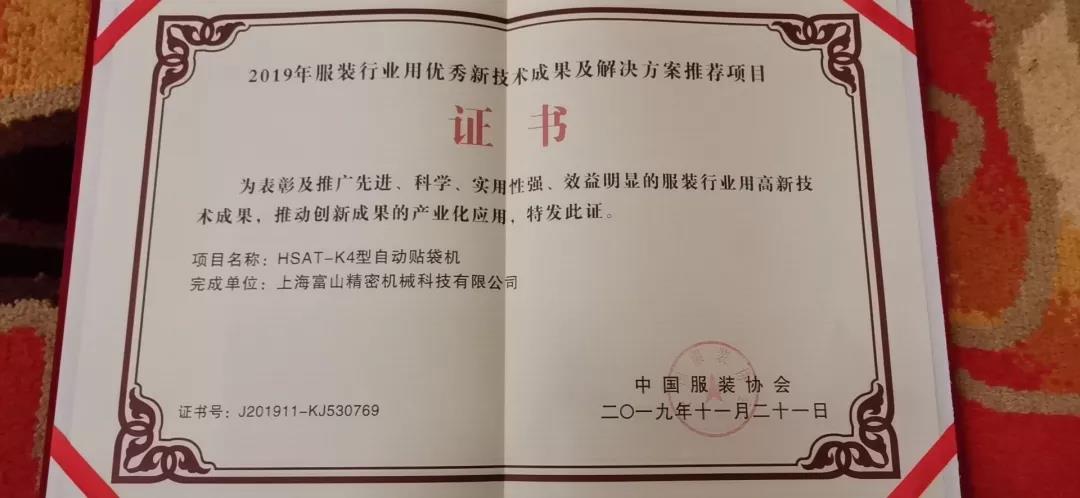 2019年服装行业用优秀新技术成果及解决方案推荐项目
证书
为表彰及推广先进、科学、实用性强、效益明显的服装行业用高新技
术成果，推动创新成果的产业化应用，特发此证。
项目名称：HSAT-K4型自动贴袋机
完成单位：上海富山精密机械科技有限公司
中国服装协会
证书号：J201911-KJ530769
二〇一九年十一月二十一日